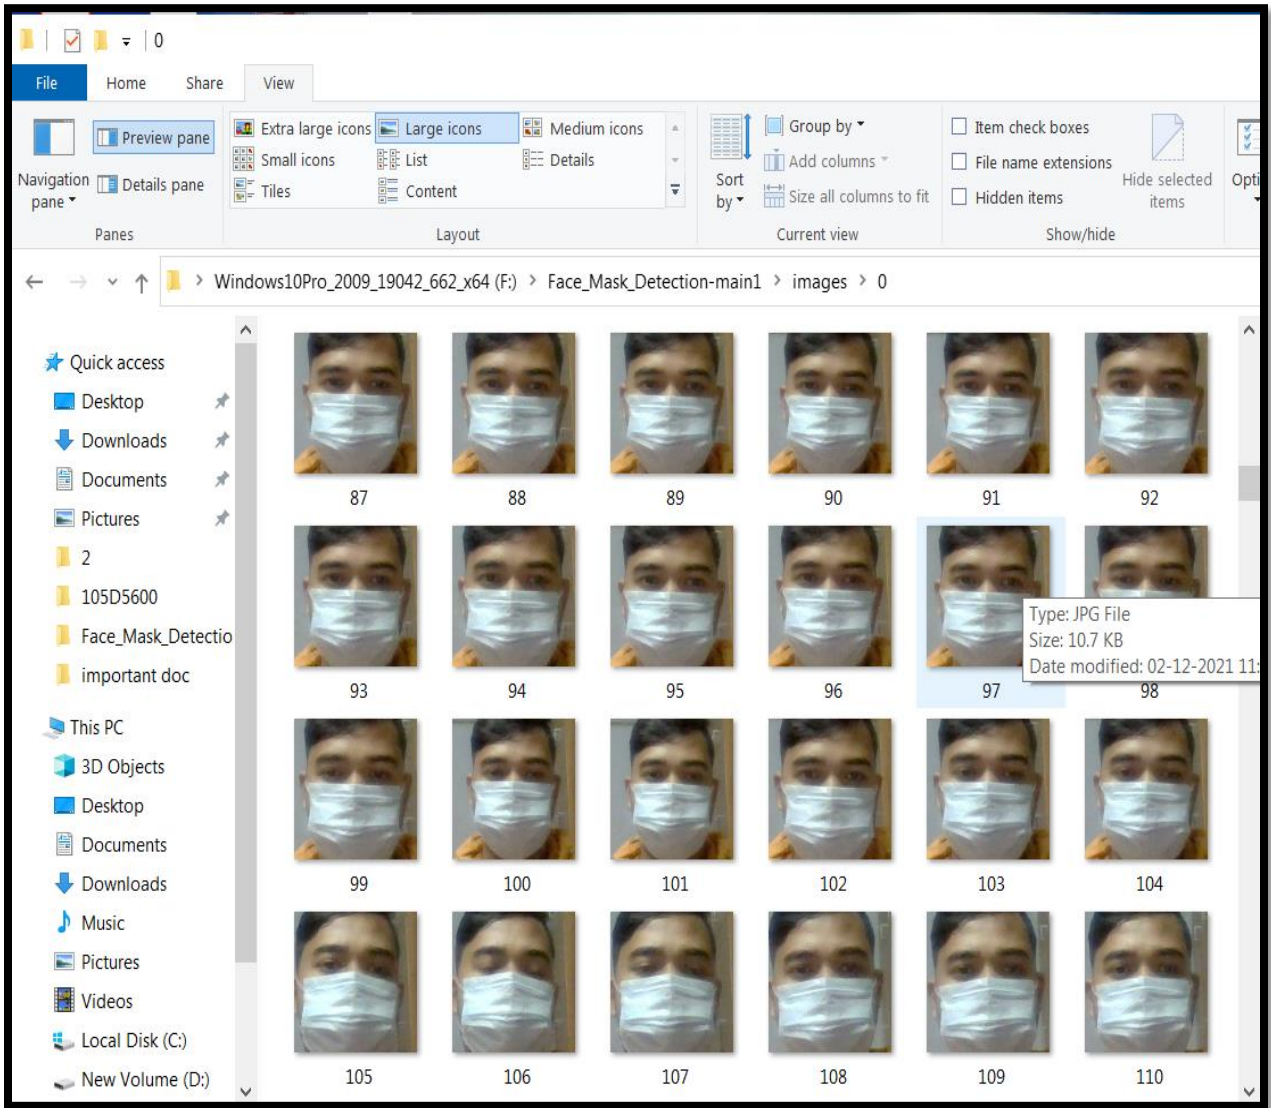 0
File Home Share View
Preview pane
Details pane
Navigation
pane
Panes
Extra large icons Large icons Medium icons
Small icons List Details
Tiles Content
Layout
Sort
by
Group by
Add columns
Size all columns to fit
Current view
Item check boxes
File name extensions
Hidden items
Hide selected
items
Show/hide
Opti
Windows10Pro_2009_19042_662_x64 (F:) > Face_Mask_Detection-main1 > images > 0
Quick access
Desktop
Downloads
Documents
Pictures
2
105D5600
Face_Mask_Detectio
important doc
This PC
3D Objects
Desktop
Documents
Downloads
Music
Pictures
Videos
Local Disk (C:)
New Volume (D:)
87 88 89 90 91 92
93 94 95 96 97 98
Type: JPG File
Size: 10.7 KB
Date modified: 02-12-2021 11:
99 100 101 102 103 104
105 106 107 108 109 110